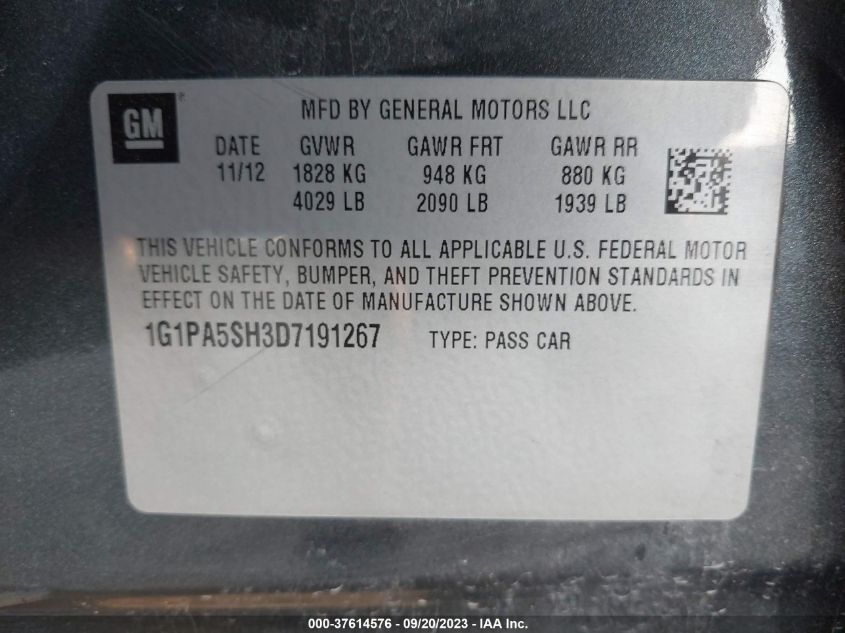 GM®
MFD BY GENERAL MOTORS LLC
DATE GVWR GAWR FRT GAWR RR
11/12 1828 KG 948 KG 880 KG
4029 LB 2090 LB 1939 LB
THIS VEHICLE CONFORMS TO ALL APPLICABLE U.S. FEDERAL MOTOR
VEHICLE SAFETY, BUMPER, AND THEFT PREVENTION STANDARDS IN
EFFECT ON THE DATE OF MANUFACTURE SHOWN ABOVE.
1G1PA5SH3D7191267 TYPE: PASS CAR
000-37614576 - 09/20/2023 - IAA Inc.